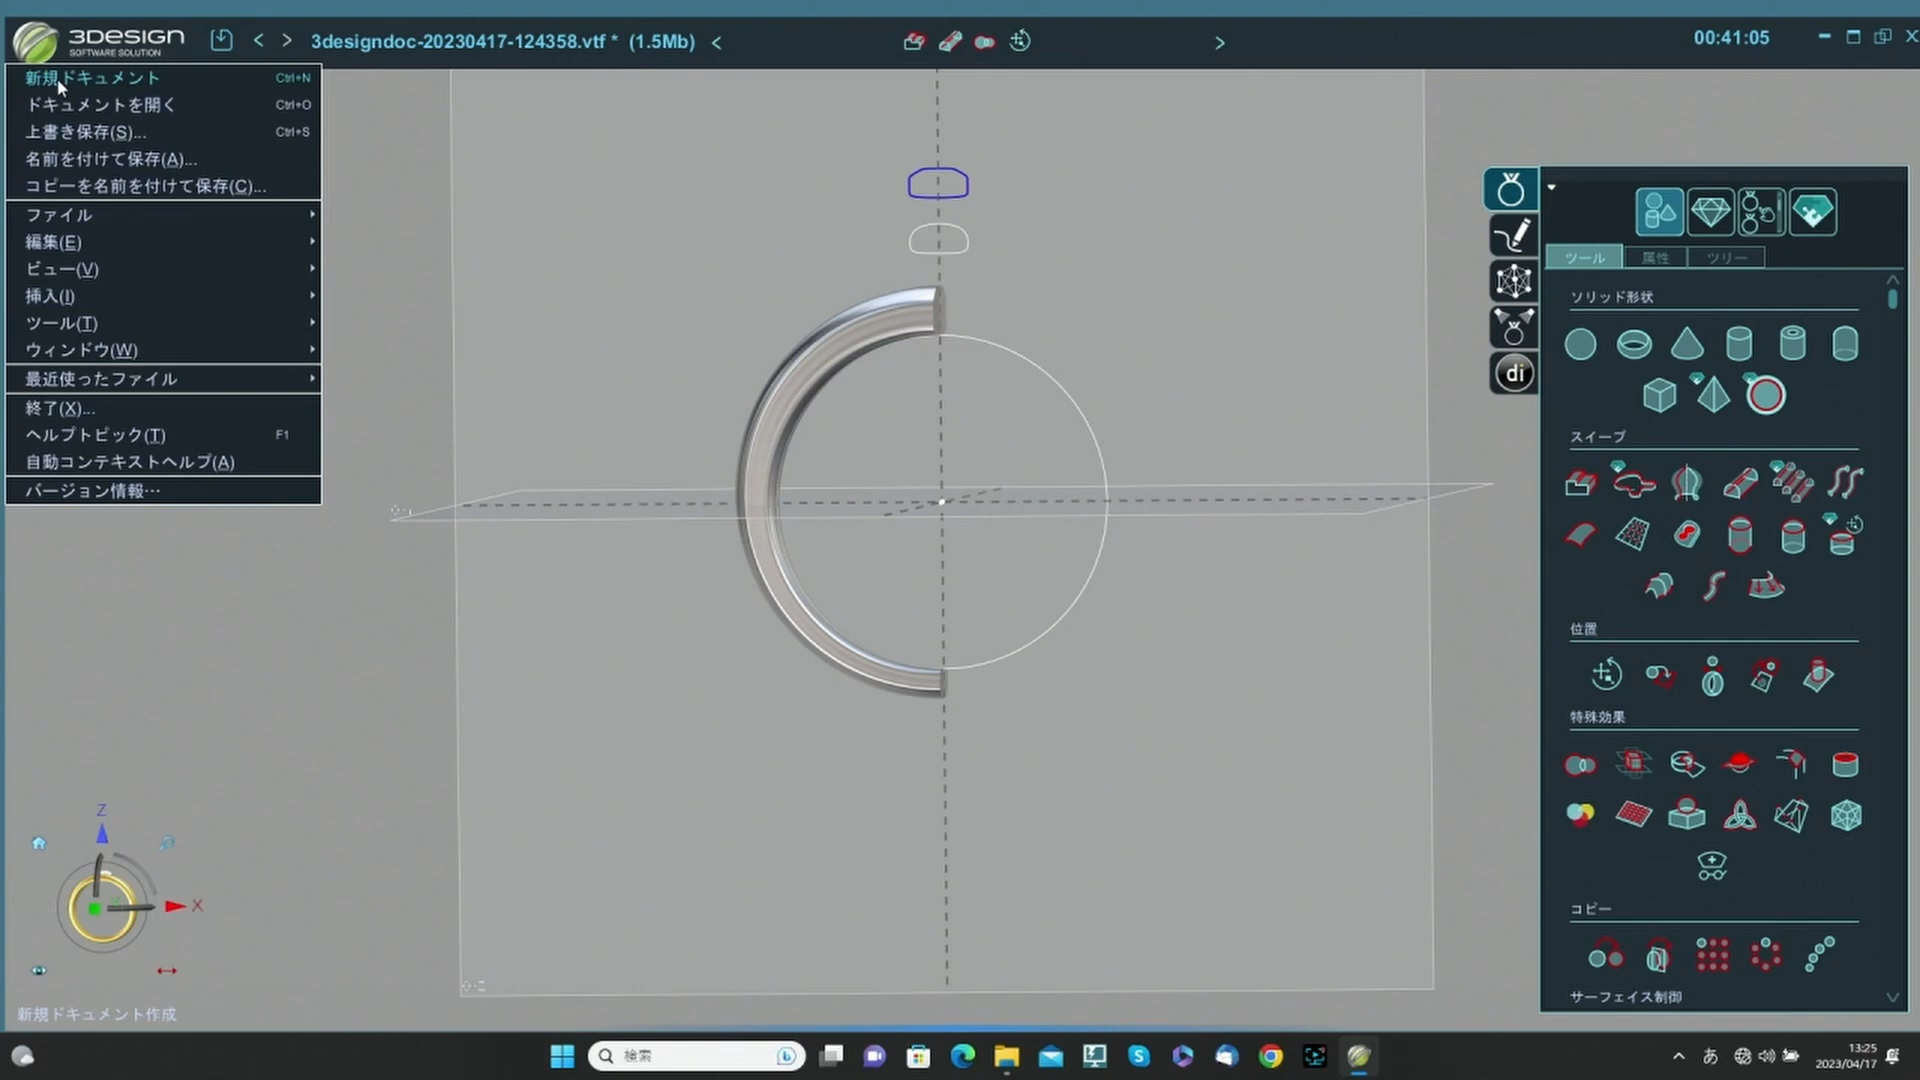 3DESIGN
SOFTWARE SOLUTION
3designdoc-20230417-124358.vtf * (1.5Mb)
00:41:05
新規ドキュメント Ctrl+N
ドキュメントを開く Ctrl+O
上書き保存(S)... Ctrl+S
名前を付けて保存(A)...
コピーを名前を付けて保存(C)...
ファイル
編集(E)
ビュー(V)
挿入(I)
ツール(T)
ウィンドウ(W)
最近使ったファイル
終了(X)...
ヘルプトピック(T) F1
自動コンテキストヘルプ(A)
バージョン情報…
di
ツール 属性 ツリー
ソリッド形状
スイープ
位置
特殊効果
コピー
サーフェイス制御
Z
X
新規ドキュメント作成
検索
あ
13:25
2023/04/17